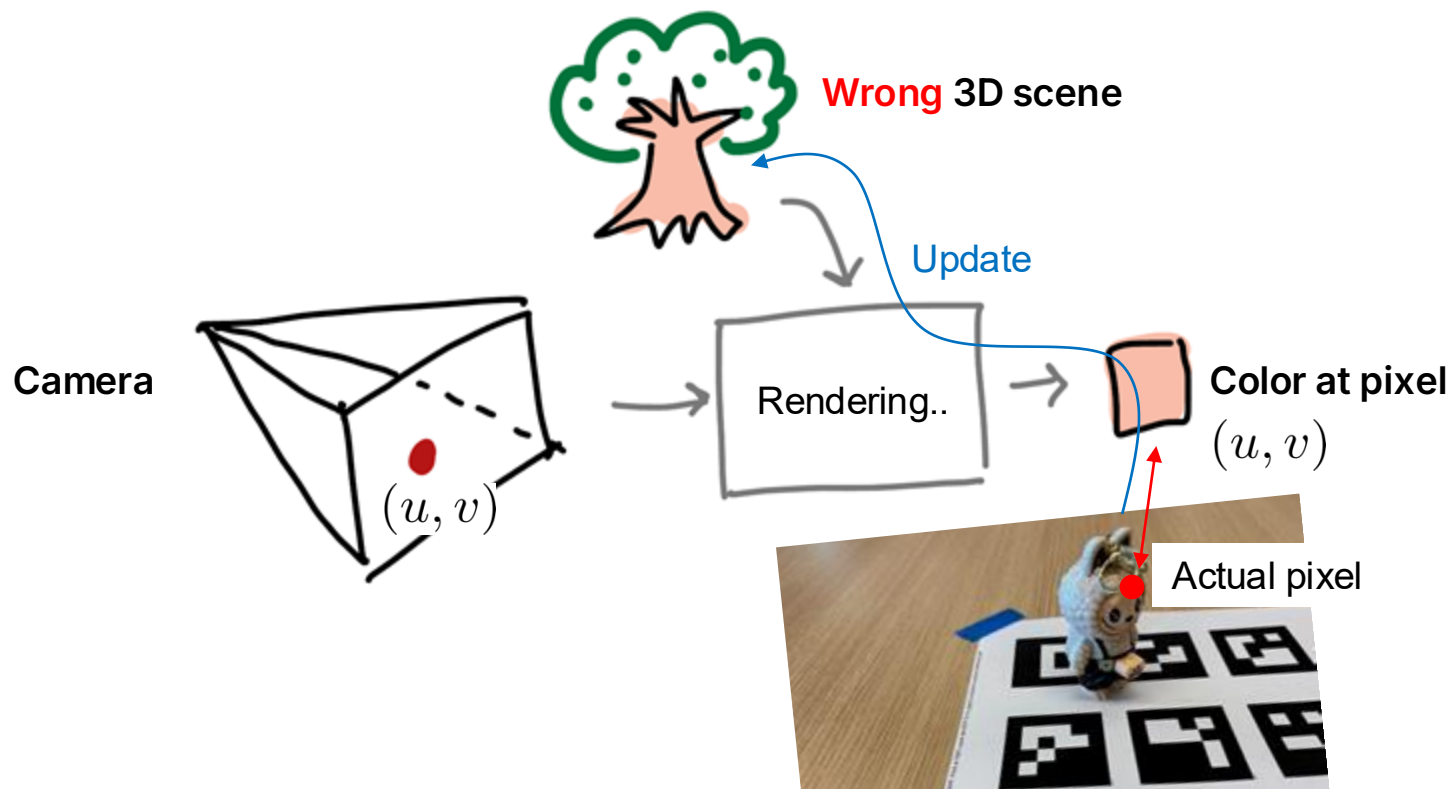 Wrong 3D scene
Update
Camera
Rendering..
Color at pixel
(u, v)
(u, v)
Actual pixel